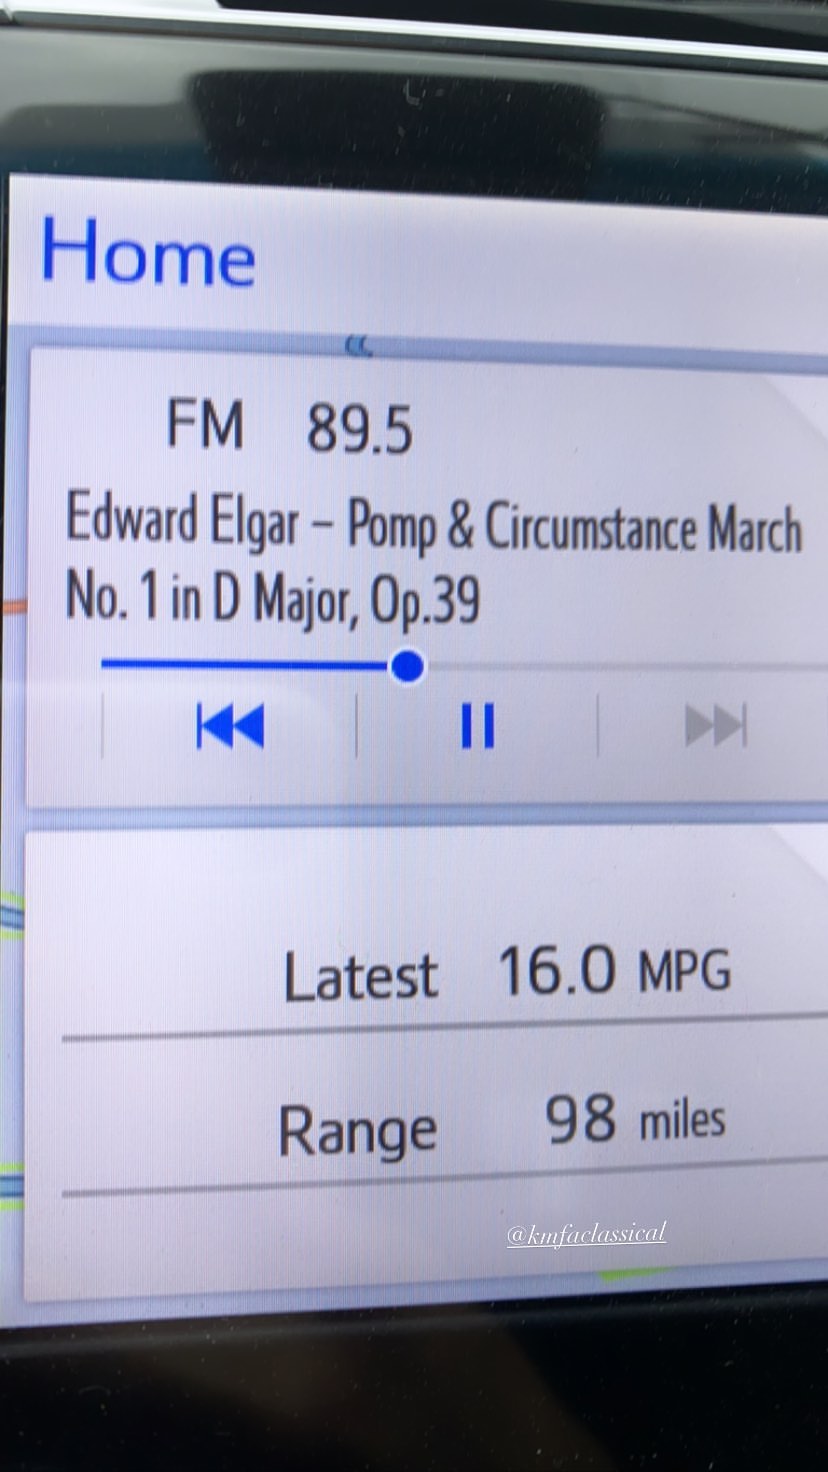 Home
FM 89.5
Edward Elgar – Pomp & Circumstance March
No. 1 in D Major, Op.39
Latest 16.0 MPG
Range 98 miles
@kmfaclassical